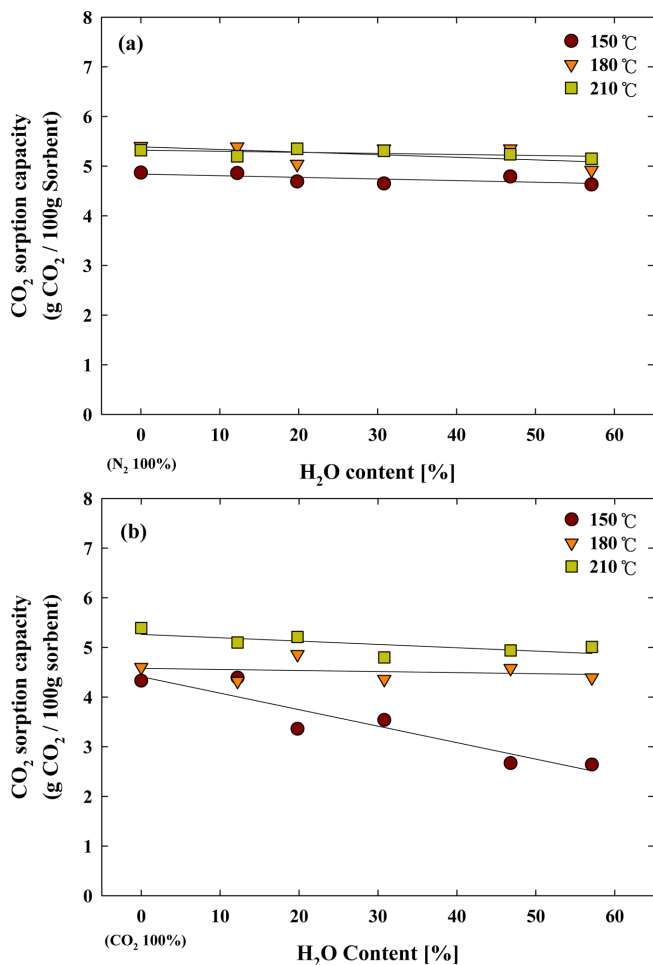 (a)
150 ℃
180 ℃
210 ℃
8
7
6
5
4
3
2
1
0
CO₂ sorption capacity
(g CO₂ / 100g Sorbent)
0 10 20 30 40 50 60
(N₂ 100%)
H₂O content [%]
(b)
150 ℃
180 ℃
210 ℃
8
7
6
5
4
3
2
1
0
CO₂ sorption capacity
(g CO₂ / 100g sorbent)
0 10 20 30 40 50 60
(CO₂ 100%)
H₂O Content [%]